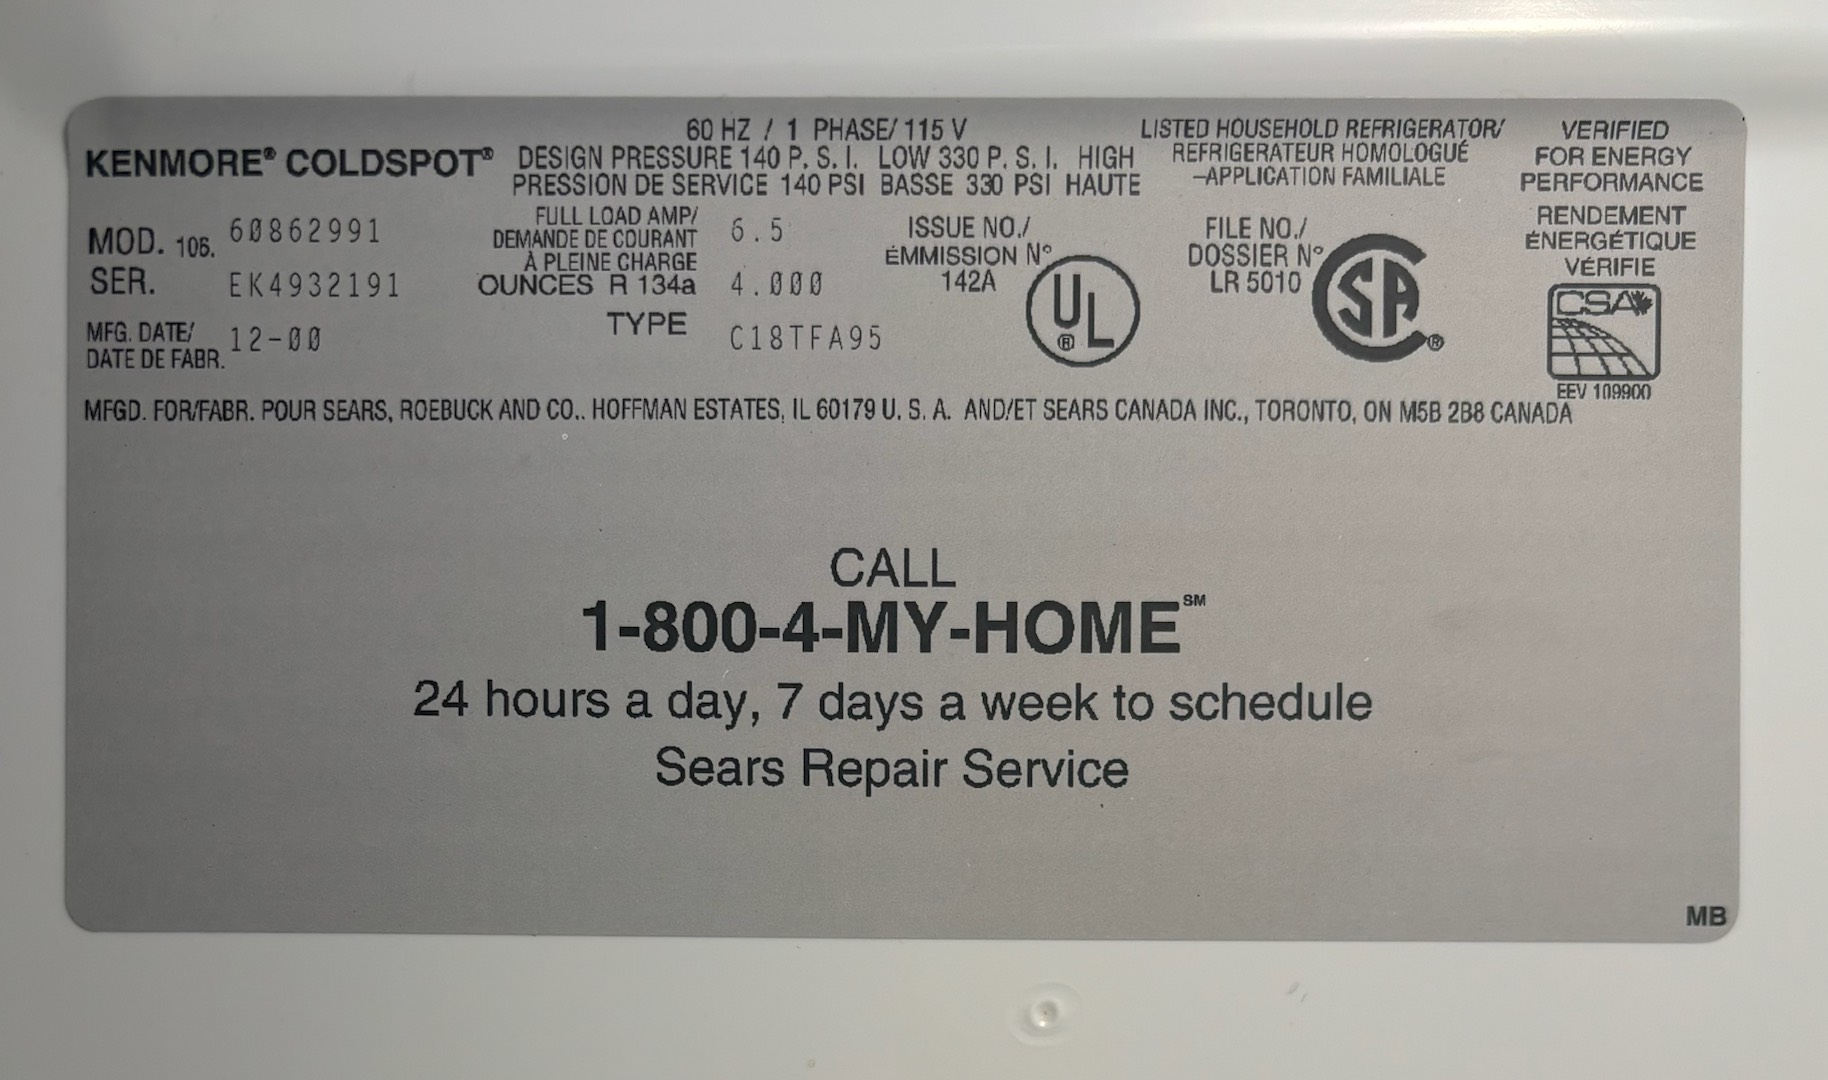 KENMORE® COLDSPOT®
60 HZ / 1 PHASE/ 115 V
DESIGN PRESSURE 140 P. S. I. LOW 330 P. S. I. HIGH
PRESSION DE SERVICE 140 PSI BASSE 330 PSI HAUTE
LISTED HOUSEHOLD REFRIGERATOR/
REFRIGERATEUR HOMOLOGUÉ
-APPLICATION FAMILIALE
VERIFIED
FOR ENERGY
PERFORMANCE
RENDEMENT
ÉNERGÉTIQUE
VÉRIFIE
CSA
EEV 109900
MOD. 106. 60862991
SER. EK4932191
MFG. DATE/
DATE DE FABR. 12-00
FULL LOAD AMP/
DEMANDE DE COURANT
À PLEINE CHARGE 6.5
OUNCES R 134a 4.000
TYPE C18TFA95
ISSUE NO./
ÉMMISSION N°
142A
UL®
FILE NO./
DOSSIER N°
LR 5010
SA®
MFGD. FOR/FABR. POUR SEARS, ROEBUCK AND CO.. HOFFMAN ESTATES, IL 60179 U. S. A. AND/ET SEARS CANADA INC., TORONTO, ON M5B 2B8 CANADA
CALL
1-800-4-MY-HOME℠
24 hours a day, 7 days a week to schedule
Sears Repair Service
MB